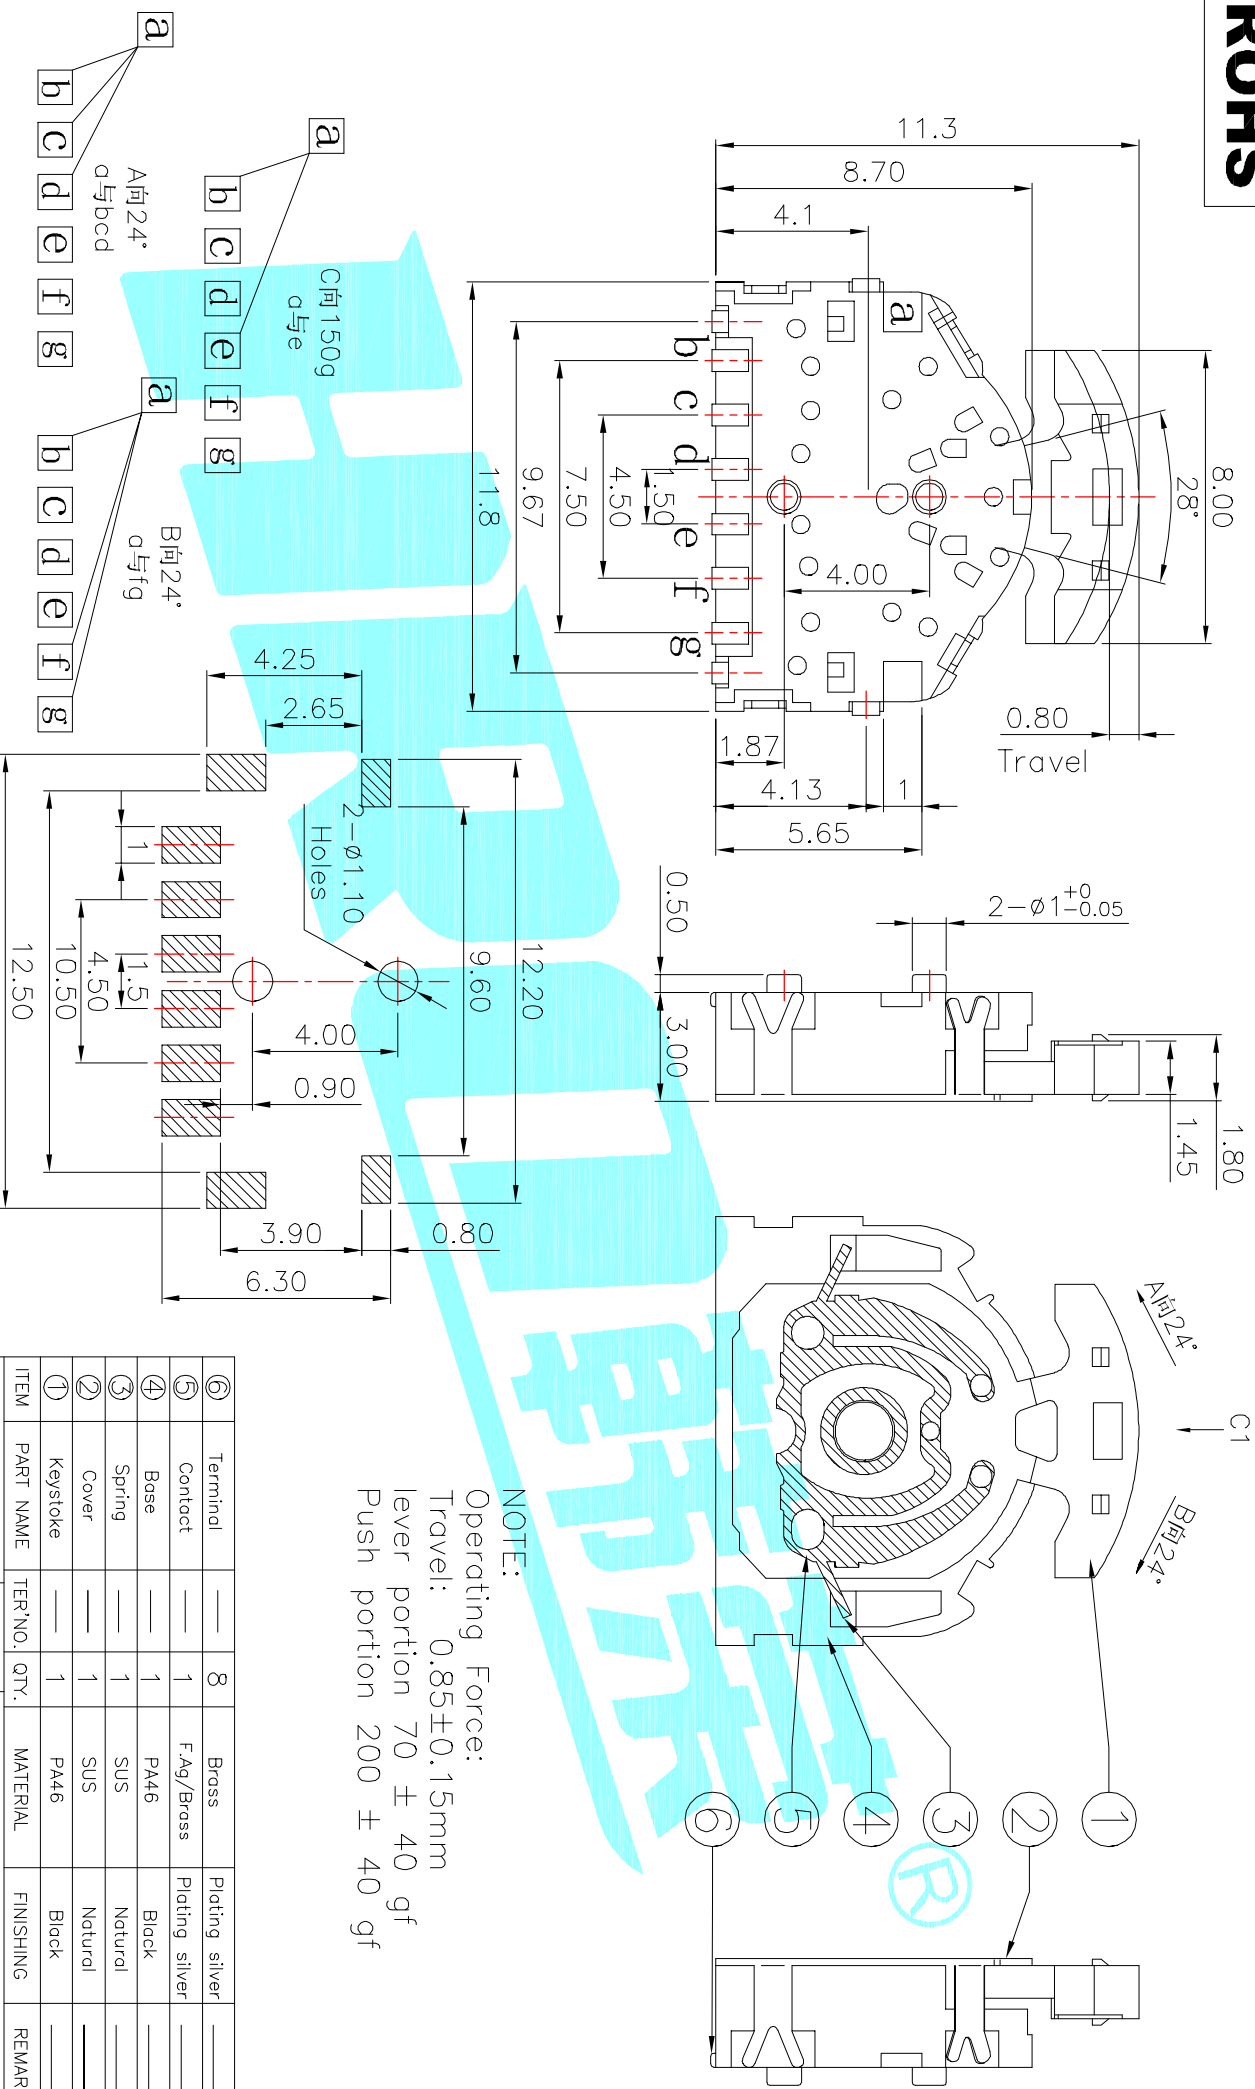 ROHS
11.3
8.70
4.1
a
b
c
d
e
f
g
8.00
28°
4.00
1.50
4.50
7.50
9.67
11.8
0.80
Travel
1.87
4.13
1
5.65
2-ø1+0-0.05
0.50
3.00
1.45
1.80
A向24°
C1
B向24°
1
2
3
4
5
6
a
b c d e f g
A向24°
a与bcd
a
b c d e f g
C向150g
a与e
a
b c d e f g
B向24°
a与fg
4.25
2.65
2-ø1.10
Holes
12.20
9.60
1
1.5
4.50
10.50
12.50
4.00
0.90
3.90
0.80
6.30
NOTE:
Operating Force:
Travel: 0.85±0.15mm
lever portion 70 ± 40 gf
Push portion 200 ± 40 gf
⑥ Terminal — 8 Brass Plating silver —
⑤ Contact — 1 F.Ag/Brass Plating silver —
④ Base — 1 PA46 Black —
③ Spring — 1 SUS Natural —
② Cover — 1 SUS Natural —
① Keystoke — 1 PA46 Black —
ITEM PART NAME TER'NO. QTY. MATERIAL FINISHING REMAR
®